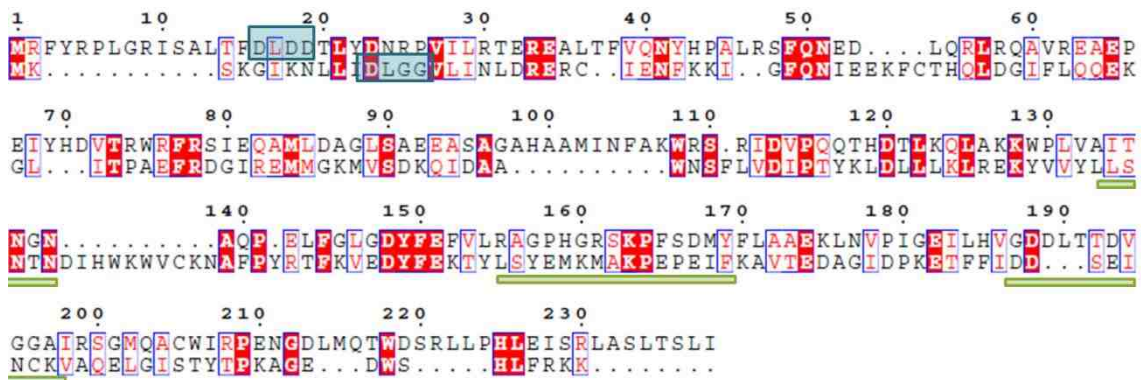 1 10 20 30 40 50 60
MRFYRPLGRISALTFDLDDTLYDNRPVILRTEREALTFVQNYHPALRSFQNED....LQRLRQAVREAEP
MK...........SKGIKNLLIDLGGVLINLDRERC..IENFKKI..GFQNIEEKFCTHQLDGIFLQQEK
70 80 90 100 110 120 130
EIYHDVTRWRFRSIEQAMLDAGLSAEEASAGAHAAMINFAKWRS.RIDVPQQTHDTLKQLAKKWPLVAIT
GL...ITPAEFRDGIREMMGKMVSDKQIDAA..........WNSFLVDIPTYKLDLLLKLREKYVVYLLS
140 150 160 170 180 190
NGN..........AQP.ELFGLGDYFEFVLRAGPHGRSKPFSDMYFLAAEKLNVPIGEILHVGDDLTTDV
NTNDIHWKWVCKNAFPYRTFKVEDYFEKTYLSYEMKMAKPEPEIFKAVTEDAGIDPKETFFIDD...SEI
200 210 220 230
GGAIRSGMQACWIRPENGDLMQTWDSRLLPHLEISRLASLTSLI
NCKVAQELGISTYTPKAGE...DWS.....HLFRKK........